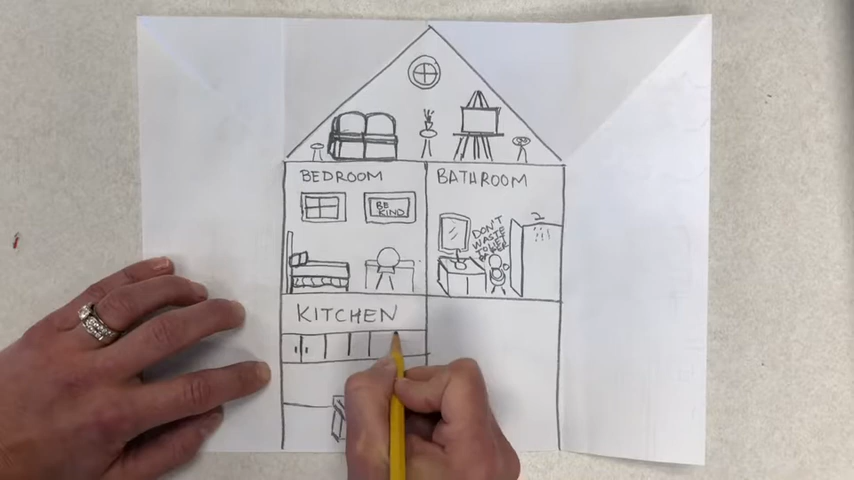 BEDROOM
BATHROOM
BE
KIND
DON'T
WASTE
TOILET
PAPER
KITCHEN